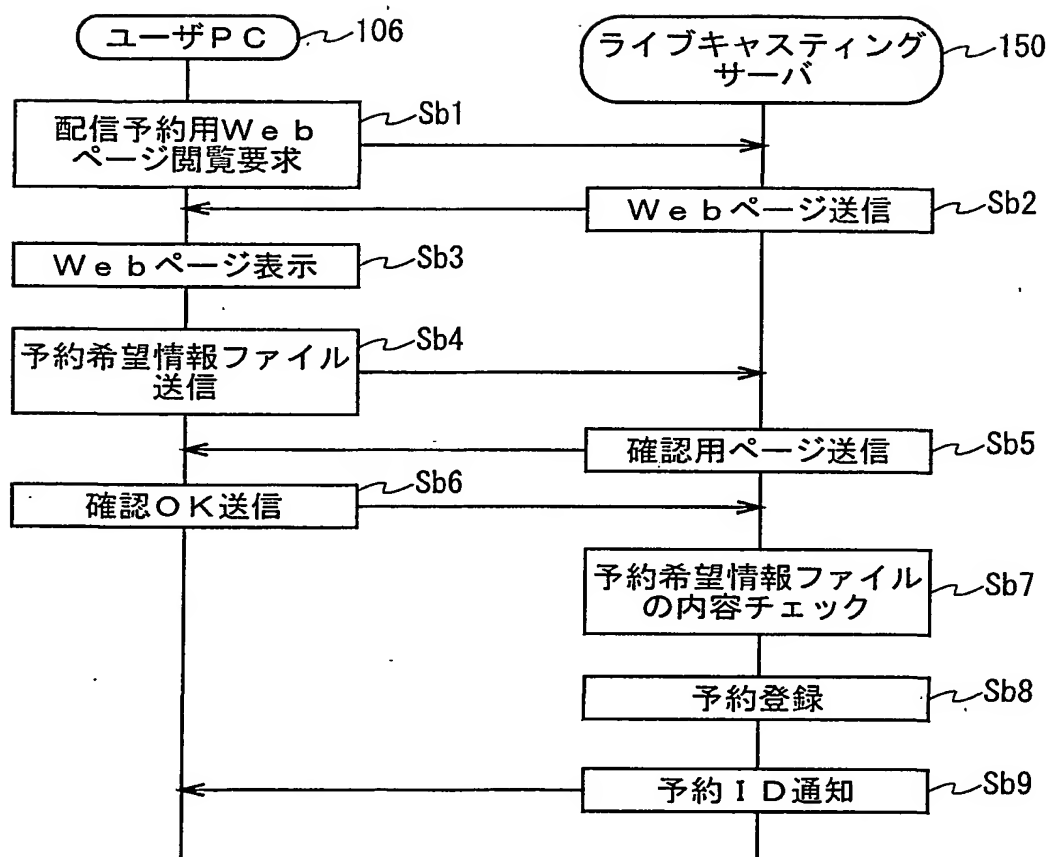 ユーザPC
106
ライブキャスティング
サーバ
150
配信予約用Web
ページ閲覧要求
Sb1
Webページ送信
Sb2
Webページ表示
Sb3
予約希望情報ファイル
送信
Sb4
確認用ページ送信
Sb5
確認OK送信
Sb6
予約希望情報ファイル
の内容チェック
Sb7
予約登録
Sb8
予約ID通知
Sb9